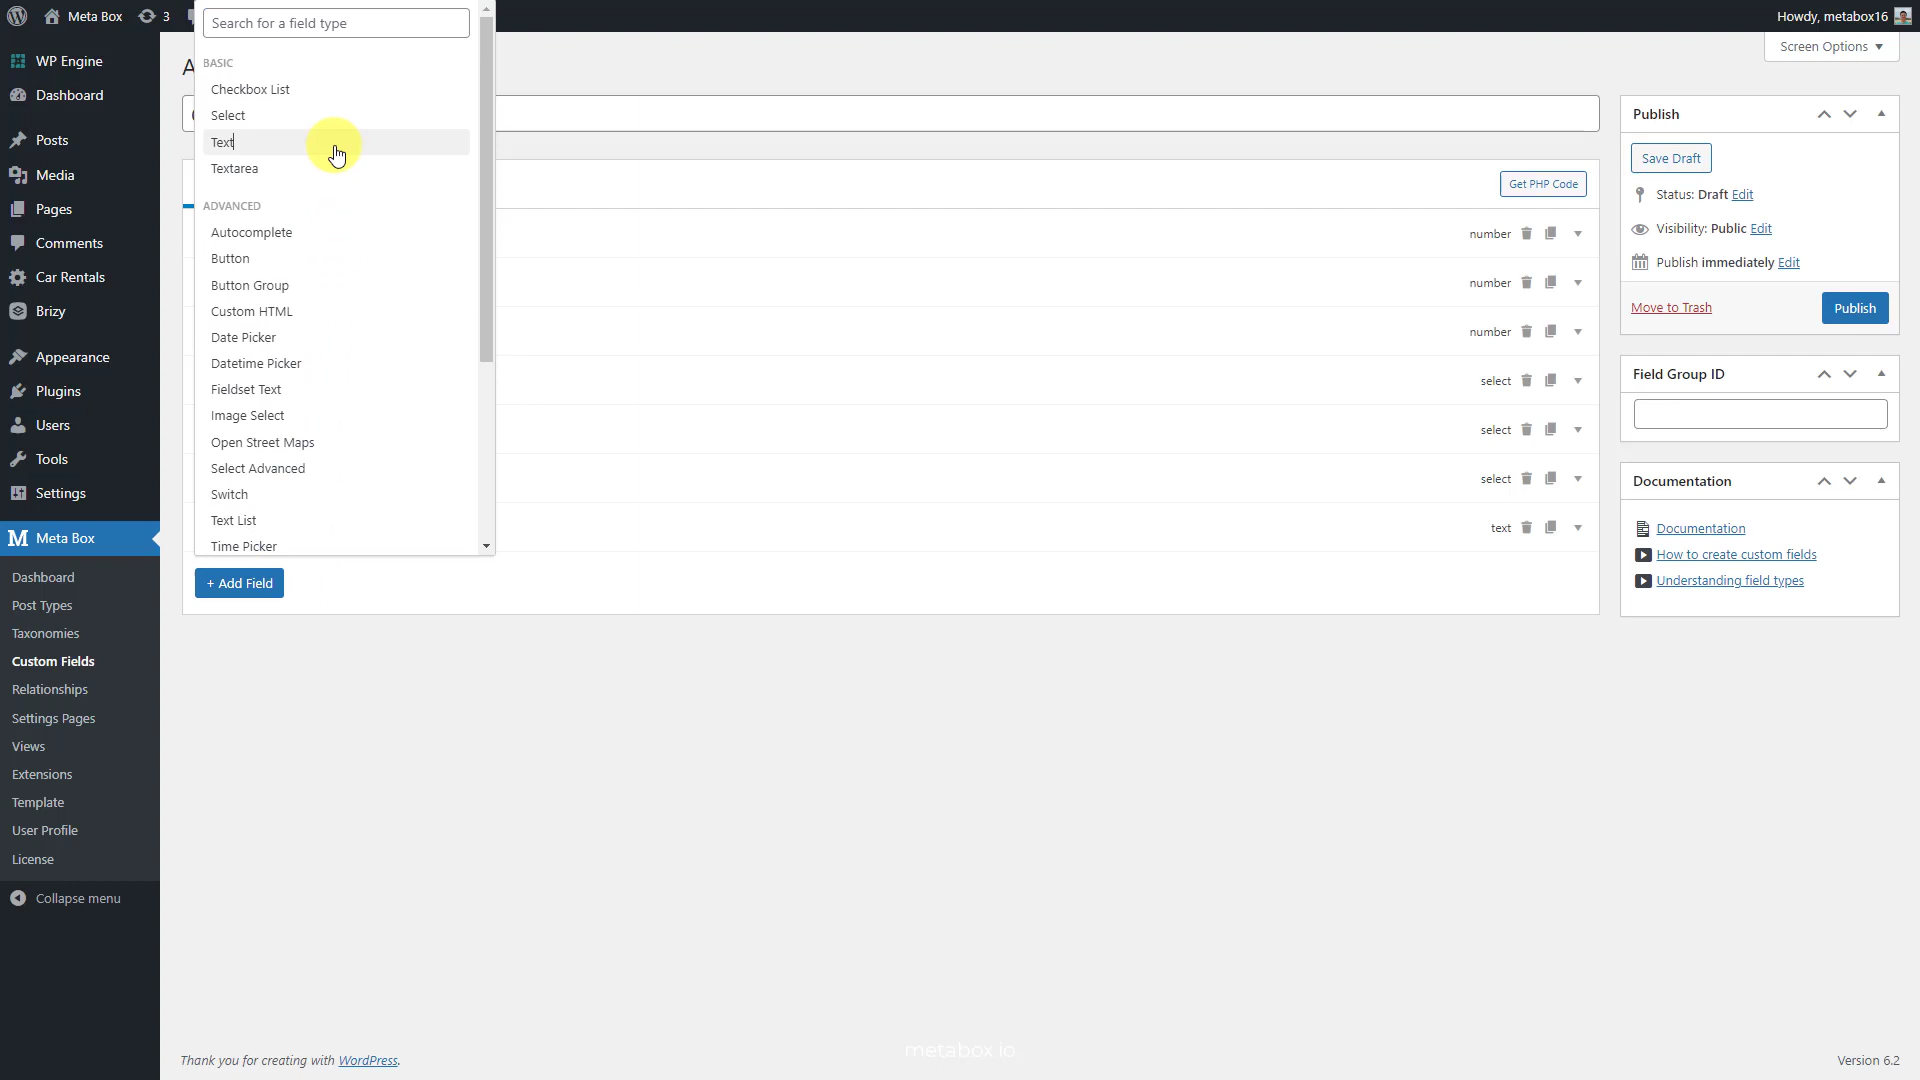 Meta Box
3
Howdy, metabox16
Screen Options
WP Engine
Dashboard
Posts
Media
Pages
Comments
Car Rentals
Brizy
Appearance
Plugins
Users
Tools
Settings
Meta Box
Dashboard
Post Types
Taxonomies
Custom Fields
Relationships
Settings Pages
Views
Extensions
Template
User Profile
License
Collapse menu
Search for a field type
BASIC
Checkbox List
Select
Text
Textarea
ADVANCED
Autocomplete
Button
Button Group
Custom HTML
Date Picker
Datetime Picker
Fieldset Text
Image Select
Open Street Maps
Select Advanced
Switch
Text List
Time Picker
+ Add Field
Get PHP Code
number
number
number
select
select
select
text
Publish
Save Draft
Status: Draft Edit
Visibility: Public Edit
Publish immediately Edit
Move to Trash
Publish
Field Group ID
Documentation
Documentation
How to create custom fields
Understanding field types
Thank you for creating with WordPress.
metabox.io
Version 6.2